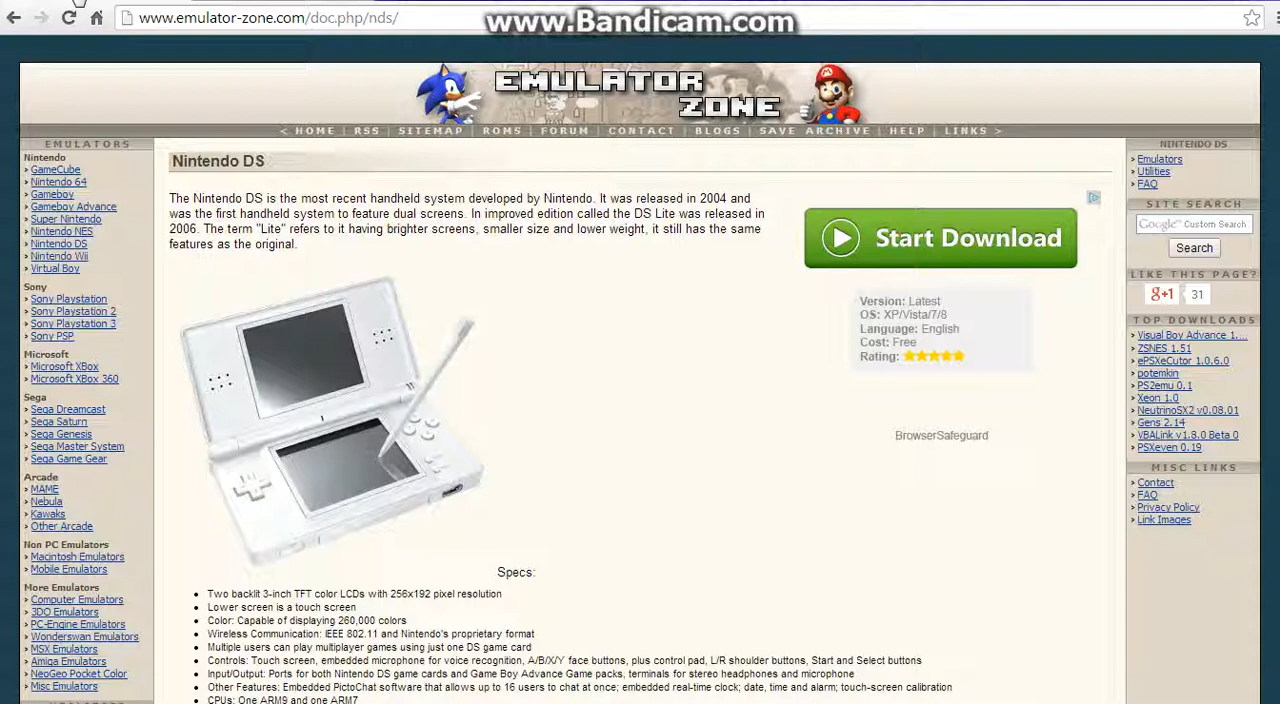 www.emulator-zone.com/doc.php/nds/
www.Bandicam.com
EMULATOR
ZONE
< HOME | RSS | SITEMAP | ROMS | FORUM | CONTACT | BLOGS | SAVE ARCHIVE | HELP | LINKS >
EMULATORS
Nintendo
GameCube
Nintendo 64
Gameboy
Gameboy Advance
Super Nintendo
Nintendo NES
Nintendo DS
Nintendo Wii
Virtual Boy
Sony
Sony Playstation
Sony Playstation 2
Sony Playstation 3
Sony PSP
Microsoft
Microsoft XBox
Microsoft XBox 360
Sega
Sega Dreamcast
Sega Saturn
Sega Genesis
Sega Master System
Sega Game Gear
Arcade
MAME
Nebula
Kawaks
Other Arcade
Non PC Emulators
Macintosh Emulators
Mobile Emulators
More Emulators
Computer Emulators
3DO Emulators
PC-Engine Emulators
Wonderswan Emulators
MSX Emulators
Amiga Emulators
NeoGeo Pocket Color
Misc Emulators
Nintendo DS
The Nintendo DS is the most recent handheld system developed by Nintendo. It was released in 2004 and
was the first handheld system to feature dual screens. In improved edition called the DS Lite was released in
2006. The term "Lite" refers to it having brighter screens, smaller size and lower weight, it still has the same
features as the original.
Start Download
Version: Latest
OS: XP/Vista/7/8
Language: English
Cost: Free
Rating:
BrowserSafeguard
Specs:
• Two backlit 3-inch TFT color LCDs with 256x192 pixel resolution
• Lower screen is a touch screen
• Color: Capable of displaying 260,000 colors
• Wireless Communication: IEEE 802.11 and Nintendo's proprietary format
• Multiple users can play multiplayer games using just one DS game card
• Controls: Touch screen, embedded microphone for voice recognition, A/B/X/Y face buttons, plus control pad, L/R shoulder buttons, Start and Select buttons
• Input/Output: Ports for both Nintendo DS game cards and Game Boy Advance Game packs, terminals for stereo headphones and microphone
• Other Features: Embedded PictoChat software that allows up to 16 users to chat at once; embedded real-time clock; date, time and alarm; touch-screen calibration
• CPUs: One ARM9 and one ARM7
NINTENDO DS
Emulators
Utilities
FAQ
SITE SEARCH
Google Custom Search
Search
LIKE THIS PAGE?
g+1 31
TOP DOWNLOADS
Visual Boy Advance 1....
ZSNES 1.51
ePSXeCutor 1.0.6.0
potemkin
PS2emu 0.1
Xeon 1.0
NeutrinoSX2 v0.08.01
Gens 2.14
VBALink v1.8.0 Beta 0
PSXeven 0.19
MISC LINKS
Contact
FAQ
Privacy Policy
Link Images